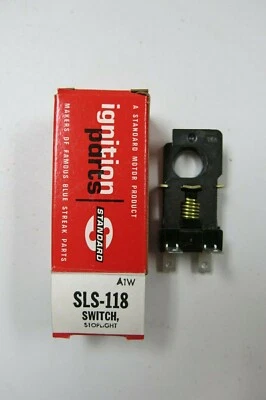 ignition
parts
A STANDARD MOTOR PRODUCT
MAKERS OF FAMOUS BLUE STREAK PARTS
STANDARD
A1W
SLS-118
SWITCH,
STOPLIGHT